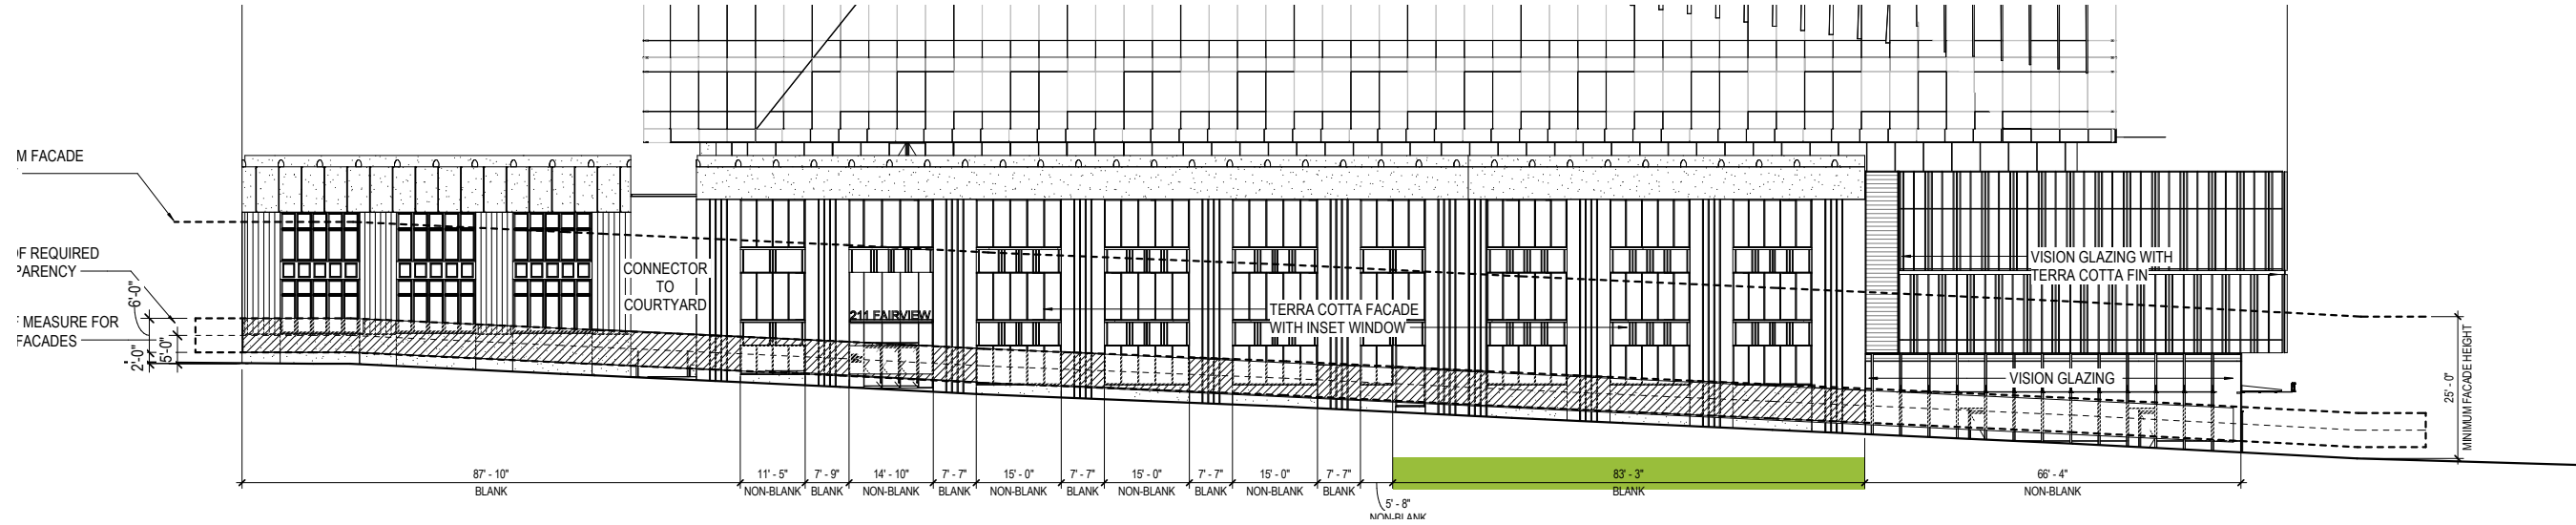 M FACADE
OF REQUIRED
PARENCY
6'-0"
MEASURE FOR
FACADES
2'-0"
5'-0"
CONNECTOR
TO
COURTYARD
211 FAIRVIEW
TERRA COTTA FACADE
WITH INSET WINDOW
VISION GLAZING WITH
TERRA COTTA FIN
VISION GLAZING
25' - 0"
MINIMUM FACADE HEIGHT
87' - 10"
BLANK
11' - 5"
NON-BLANK
7' - 9"
BLANK
14' - 10"
NON-BLANK
7' - 7"
BLANK
15' - 0"
NON-BLANK
7' - 7"
BLANK
15' - 0"
NON-BLANK
7' - 7"
BLANK
15' - 0"
NON-BLANK
7' - 7"
BLANK
5' - 8"
NON-BLANK
83' - 3"
BLANK
66' - 4"
NON-BLANK